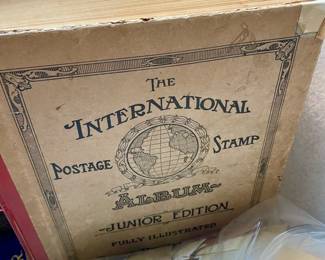 THE
INTERNATIONAL
POSTAGE STAMP
ALBUM
JUNIOR EDITION
FULLY ILLUSTRATED